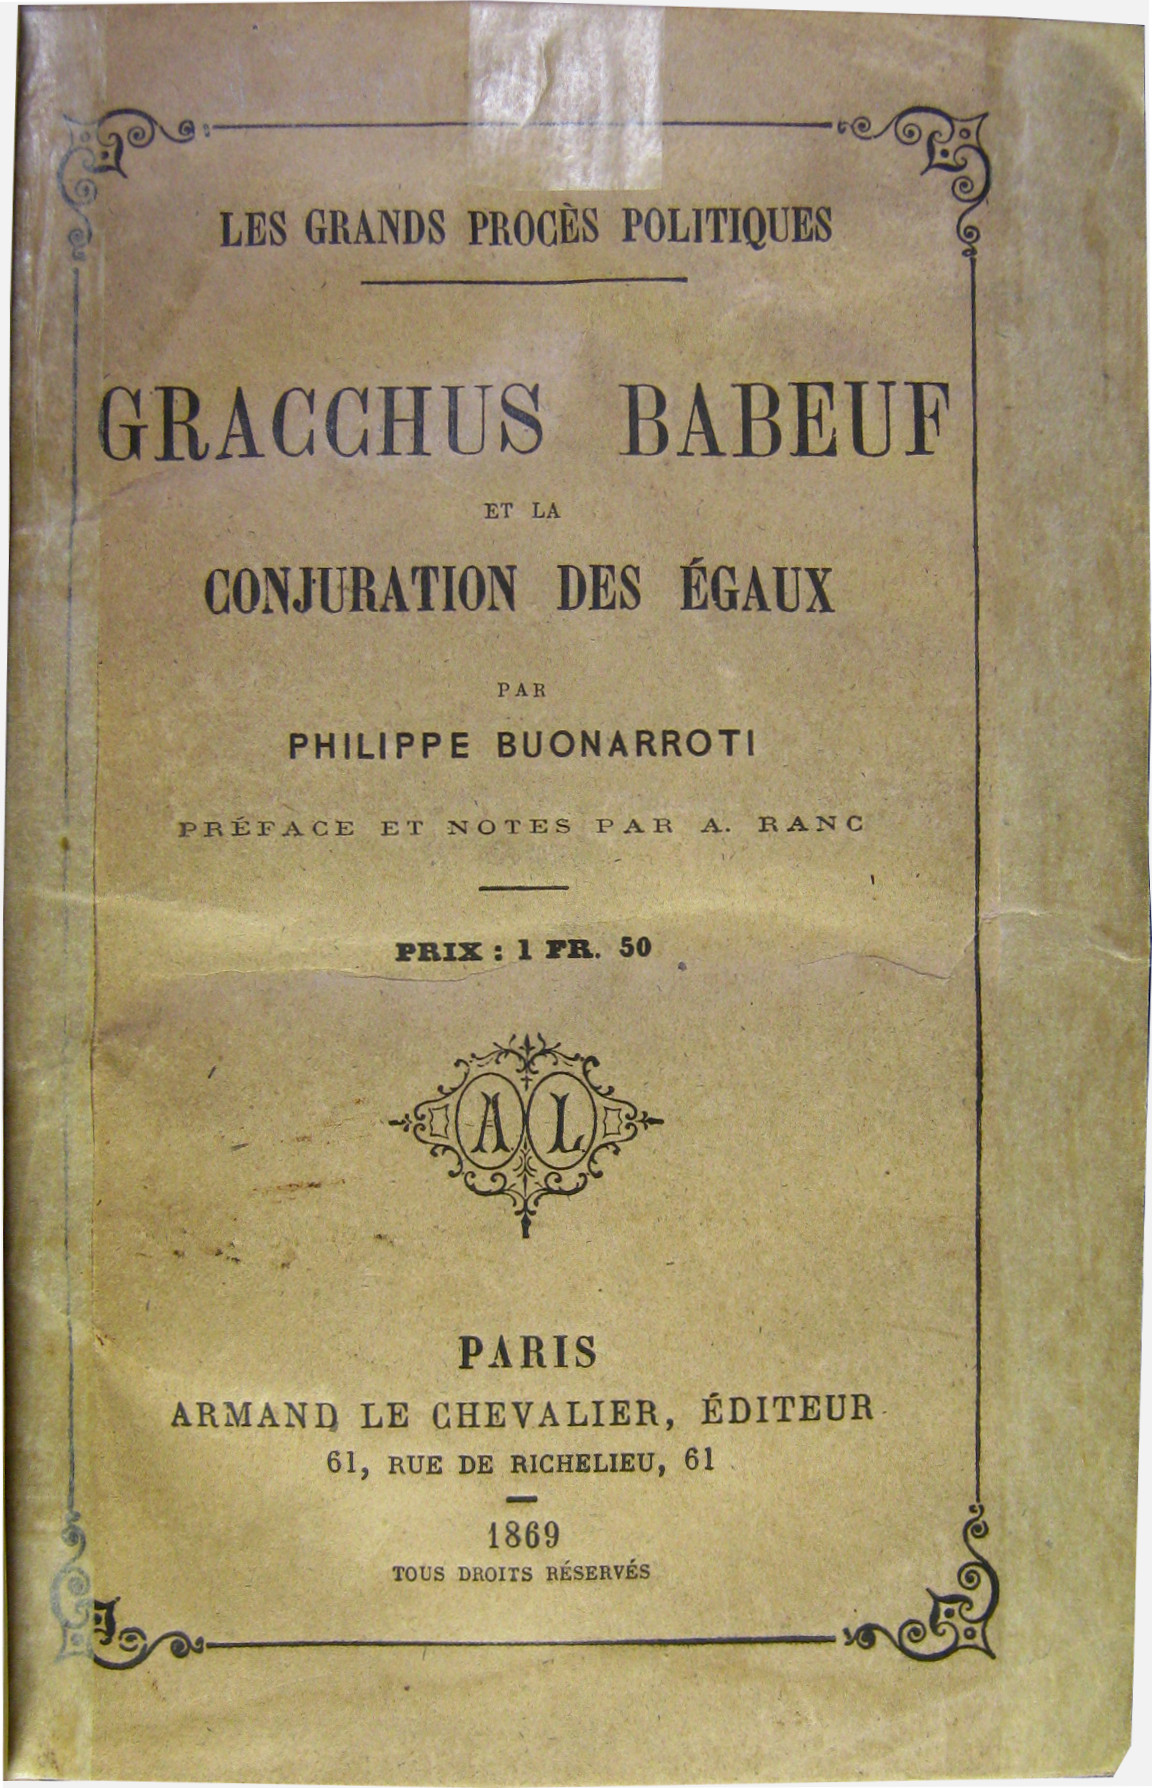 LES GRANDS PROCÈS POLITIQUES
GRACCHUS BABEUF
ET LA
CONJURATION DES ÉGAUX
PAR
PHILIPPE BUONARROTI
PRÉFACE ET NOTES PAR A. RANC
PRIX : 1 FR. 50
A L
PARIS
ARMAND LE CHEVALIER, ÉDITEUR
61, RUE DE RICHELIEU, 61
1869
TOUS DROITS RÉSERVÉS